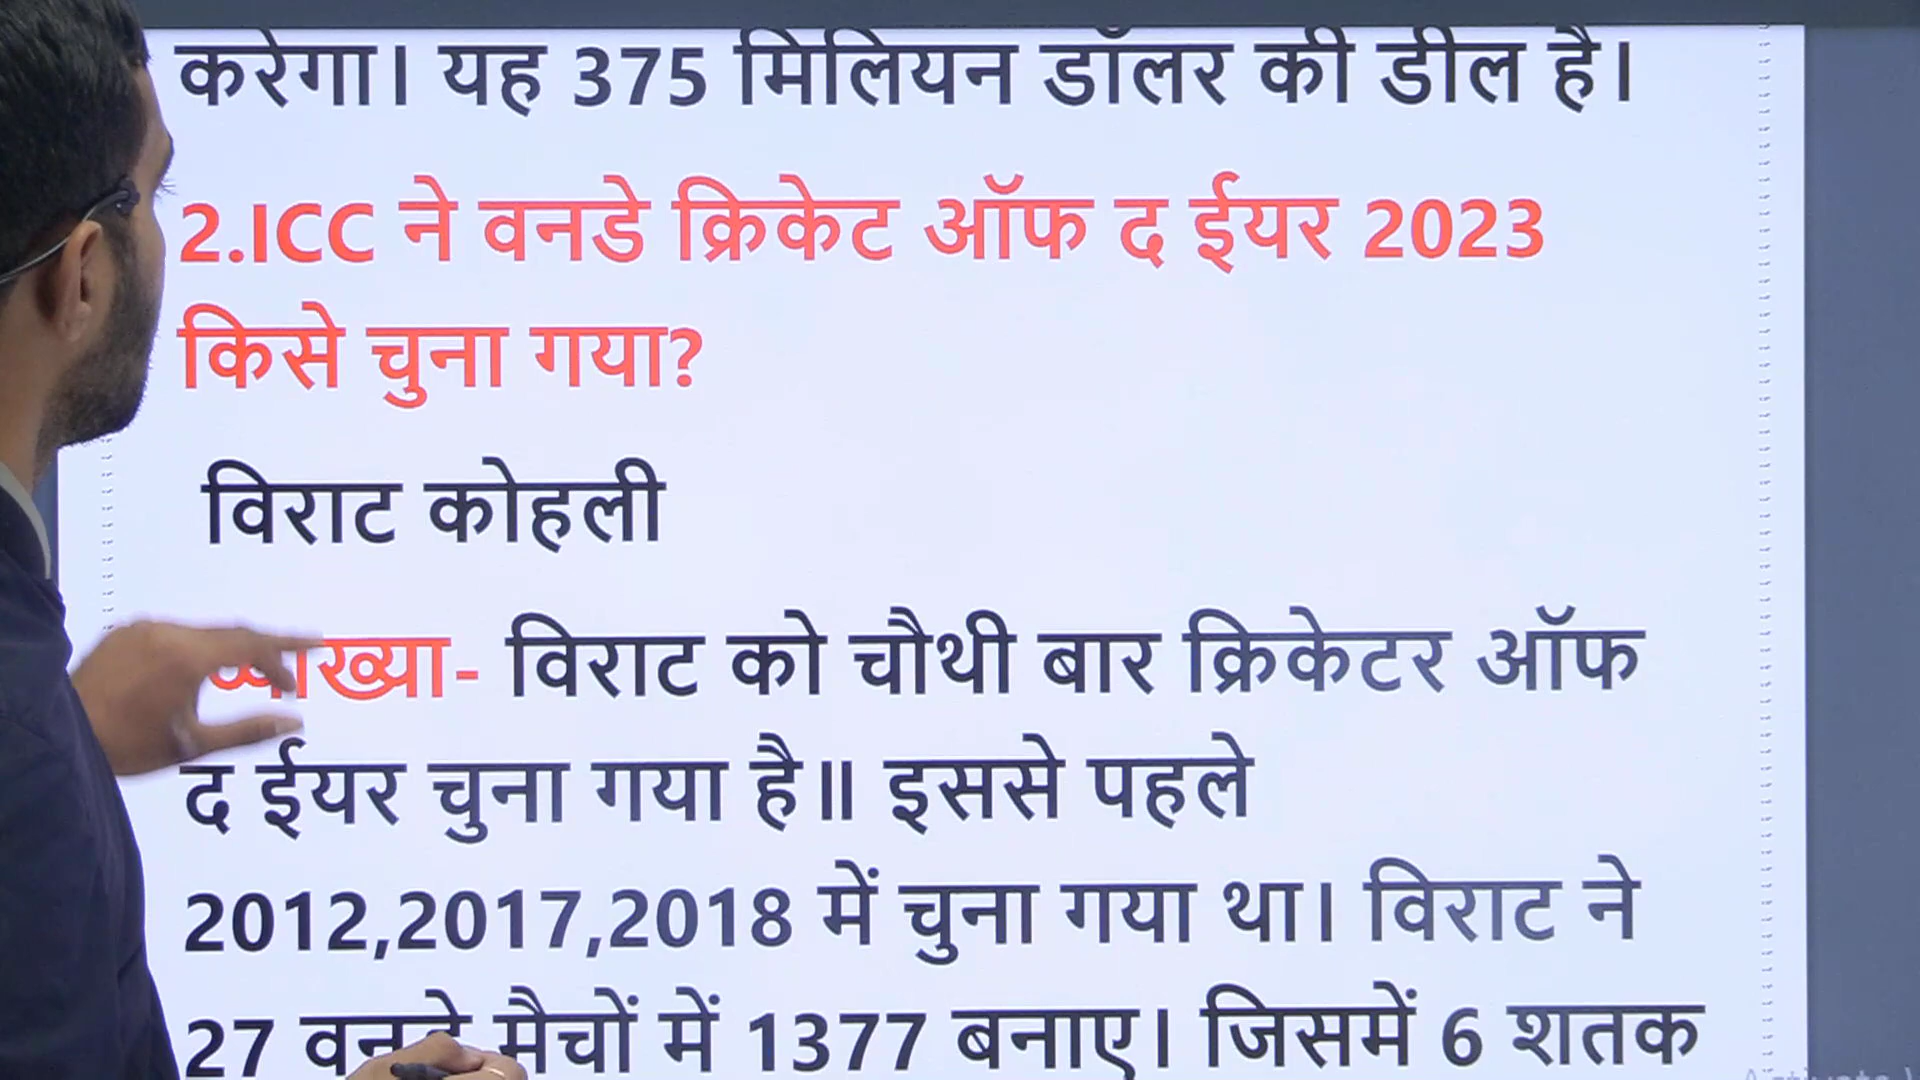 करेगा। यह 375 मिलियन डॉलर की डील है।
2.ICC ने वनडे क्रिकेट ऑफ द ईयर 2023
किसे चुना गया?
विराट कोहली
व्याख्या- विराट को चौथी बार क्रिकेटर ऑफ
द ईयर चुना गया है॥ इससे पहले
2012,2017,2018 में चुना गया था। विराट ने
27 वनडे मैचों में 1377 बनाए। जिसमें 6 शतक